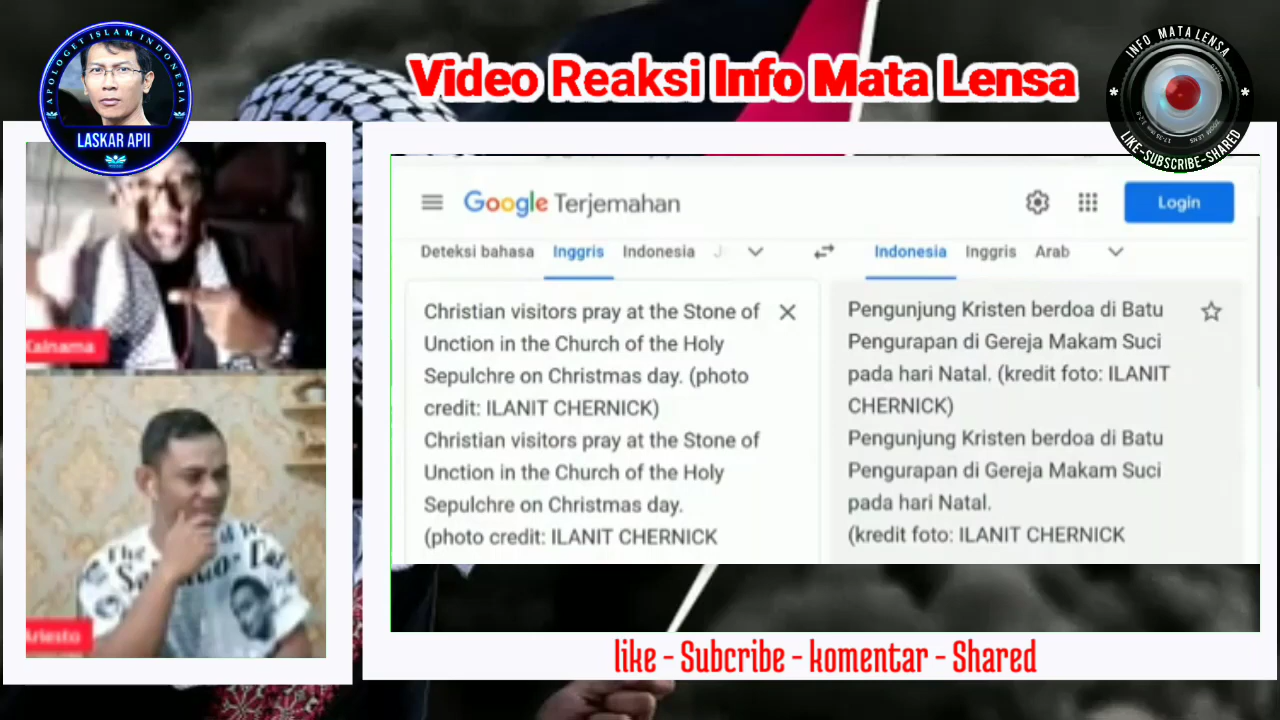 APOLOGET ISLAM INDONESIA
LASKAR APII
Video Reaksi Info Mata Lensa
* INFO MATA LENSA *
LIKE-SUBSCRIBE-SHARED
Kainama
Ariesto
Google Terjemahan
Login
Deteksi bahasa Inggris Indonesia
Indonesia Inggris Arab
Christian visitors pray at the Stone of
Unction in the Church of the Holy
Sepulchre on Christmas day. (photo
credit: ILANIT CHERNICK)
Christian visitors pray at the Stone of
Unction in the Church of the Holy
Sepulchre on Christmas day.
(photo credit: ILANIT CHERNICK
Pengunjung Kristen berdoa di Batu
Pengurapan di Gereja Makam Suci
pada hari Natal. (kredit foto: ILANIT
CHERNICK)
Pengunjung Kristen berdoa di Batu
Pengurapan di Gereja Makam Suci
pada hari Natal.
(kredit foto: ILANIT CHERNICK
like - Subcribe - komentar - Shared